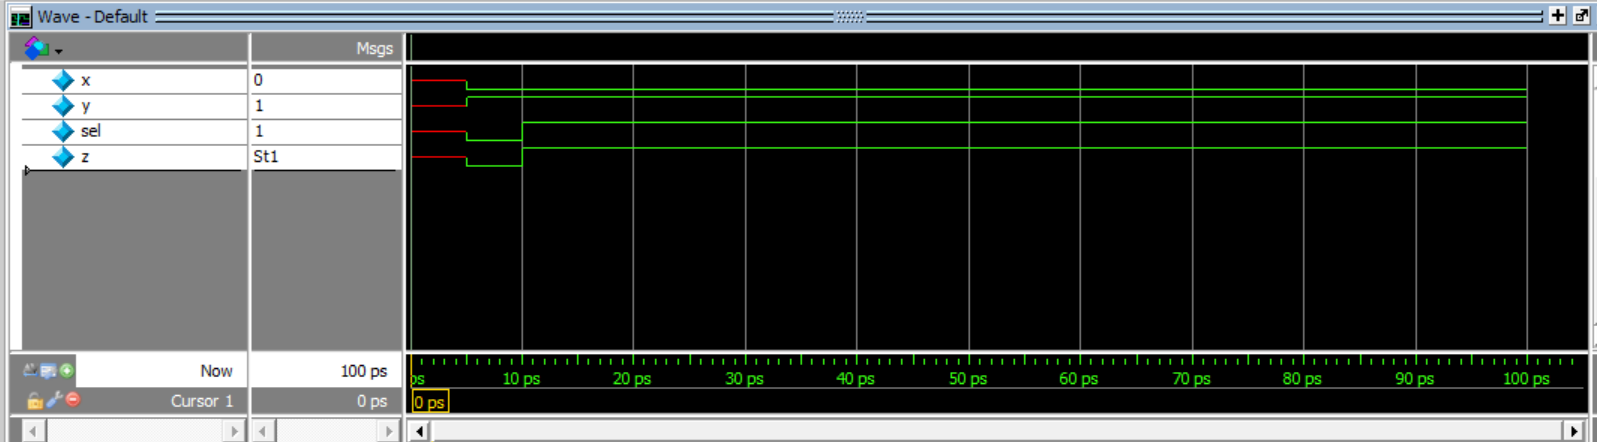 Wave - Default
Msgs
x 0
y 1
sel 1
z St1
Now 100 ps
ps 10 ps 20 ps 30 ps 40 ps 50 ps 60 ps 70 ps 80 ps 90 ps 100 ps
Cursor 1 0 ps
0 ps